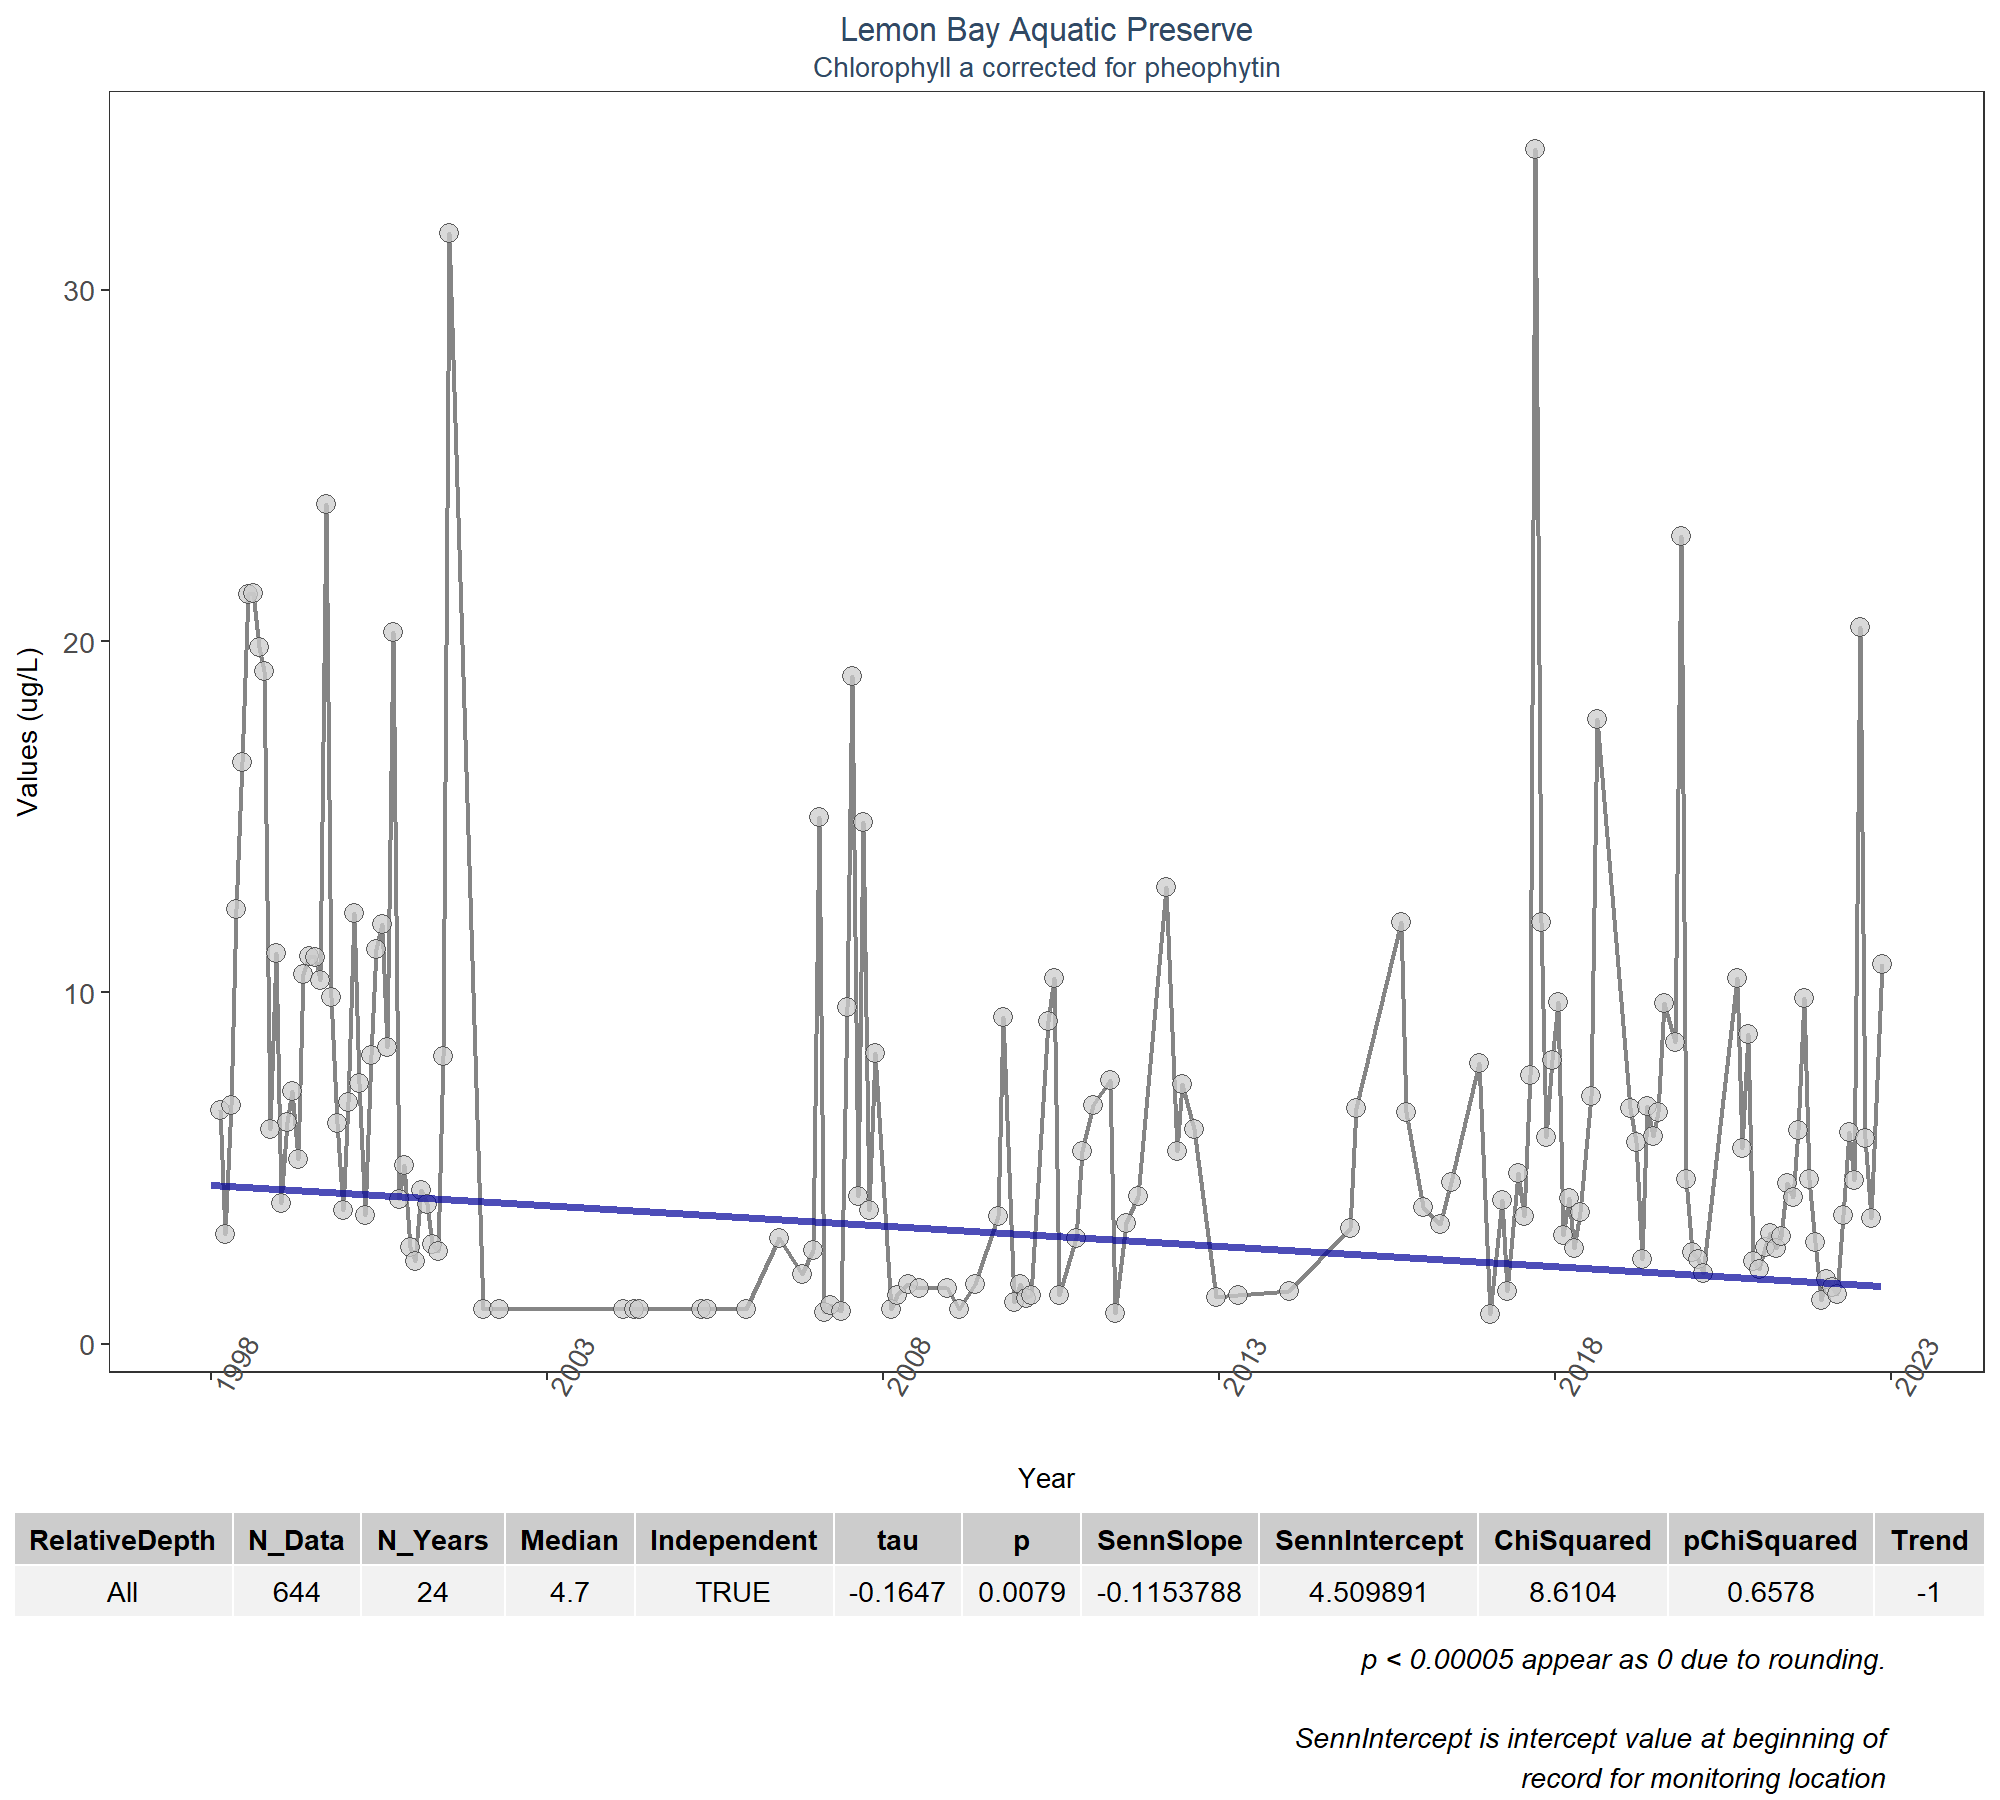 Lemon Bay Aquatic Preserve
Chlorophyll a corrected for pheophytin
Values (ug/L)
30
20
10
0
1998 2003 2008 2013 2018 2023
Year
RelativeDepth N_Data N_Years Median Independent tau p SennSlope SennIntercept ChiSquared pChiSquared Trend
All 644 24 4.7 TRUE -0.1647 0.0079 -0.1153788 4.509891 8.6104 0.6578 -1
p < 0.00005 appear as 0 due to rounding.
SennIntercept is intercept value at beginning of
record for monitoring location